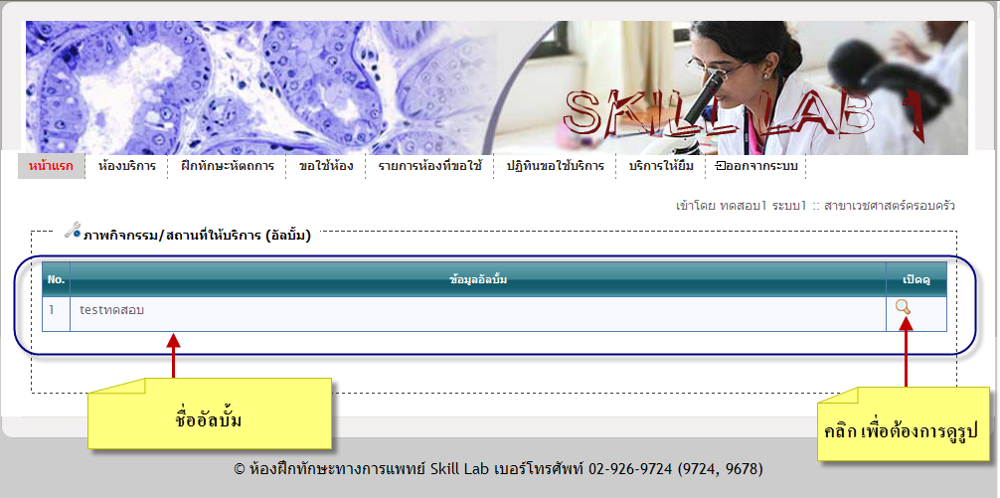 SKILL LAB 1
หน้าแรก ห้องบริการ ฝึกทักษะหัตถการ ขอใช้ห้อง รายการห้องที่ขอใช้ ปฏิทินขอใช้บริการ บริการให้ยืม ออกจากระบบ
เข้าโดย ทดสอบ1 ระบบ1 :: สาขาเวชศาสตร์ครอบครัว
ภาพกิจกรรม/สถานที่ให้บริการ (อัลบั้ม)
No. ข้อมูลอัลบั้ม เปิดดู
1 testทดสอบ
ชื่ออัลบั้ม
คลิก เพื่อต้องการดูรูป
© ห้องฝึกทักษะทางการแพทย์ Skill Lab เบอร์โทรศัพท์ 02-926-9724 (9724, 9678)